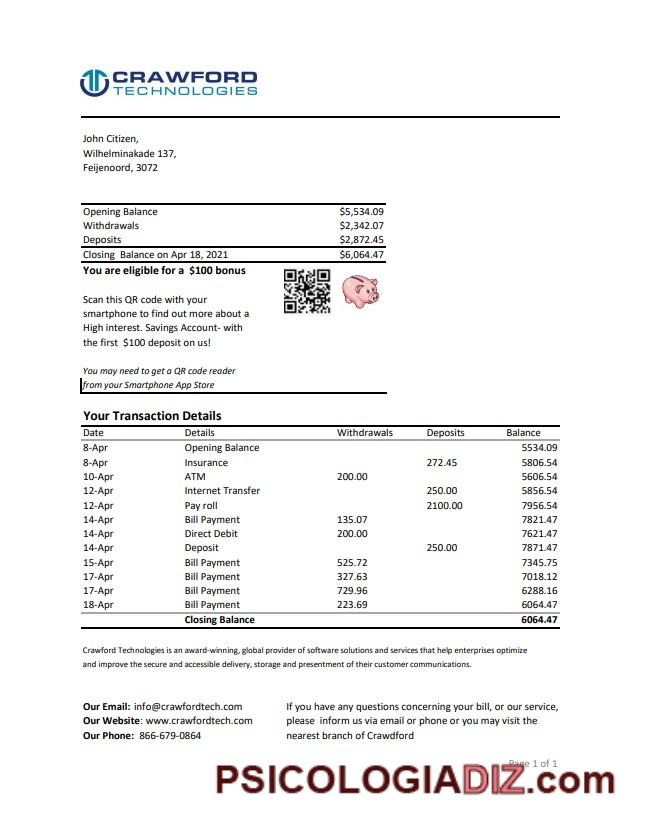 CRAWFORD
TECHNOLOGIES
John Citizen,
Wilhelminakade 137,
Feijenoord, 3072
Opening Balance $5,534.09
Withdrawals $2,342.07
Deposits $2,872.45
Closing Balance on Apr 18, 2021 $6,064.47
You are eligible for a $100 bonus
Scan this QR code with your
smartphone to find out more about a
High interest. Savings Account- with
the first $100 deposit on us!
You may need to get a QR code reader
from your Smartphone App Store
Your Transaction Details
Date Details Withdrawals Deposits Balance
8-Apr Opening Balance 5534.09
8-Apr Insurance 272.45 5806.54
10-Apr ATM 200.00 5606.54
12-Apr Internet Transfer 250.00 5856.54
12-Apr Pay roll 2100.00 7956.54
14-Apr Bill Payment 135.07 7821.47
14-Apr Direct Debit 200.00 7621.47
14-Apr Deposit 250.00 7871.47
15-Apr Bill Payment 525.72 7345.75
17-Apr Bill Payment 327.63 7018.12
17-Apr Bill Payment 729.96 6288.16
18-Apr Bill Payment 223.69 6064.47
Closing Balance 6064.47
Crawford Technologies is an award-winning, global provider of software solutions and services that help enterprises optimize
and improve the secure and accessible delivery, storage and presentment of their customer communications.
Our Email: info@crawfordtech.com
Our Website: www.crawfordtech.com
Our Phone: 866-679-0864
If you have any questions concerning your bill, or our service,
please inform us via email or phone or you may visit the
nearest branch of Crawdford
Page 1 of 1
PSICOLOGIADIZ.com